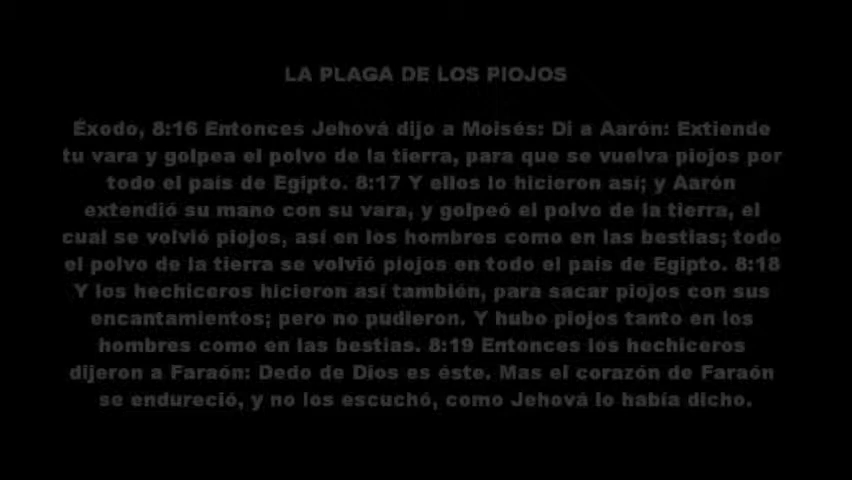 LA PLAGA DE LOS PIOJOS
Éxodo, 8:16 Entonces Jehová dijo a Moisés: Di a Aarón: Extiende
tu vara y golpea el polvo de la tierra, para que se vuelva piojos por
todo el país de Egipto. 8:17 Y ellos lo hicieron así; y Aarón
extendió su mano con su vara, y golpeó el polvo de la tierra, el
cual se volvió piojos, así en los hombres como en las bestias; todo
el polvo de la tierra se volvió piojos en todo el país de Egipto. 8:18
Y los hechiceros hicieron así también, para sacar piojos con sus
encantamientos; pero no pudieron. Y hubo piojos tanto en los
hombres como en las bestias. 8:19 Entonces los hechiceros
dijeron a Faraón: Dedo de Dios es éste. Mas el corazón de Faraón
se endureció, y no los escuchó, como Jehová lo había dicho.